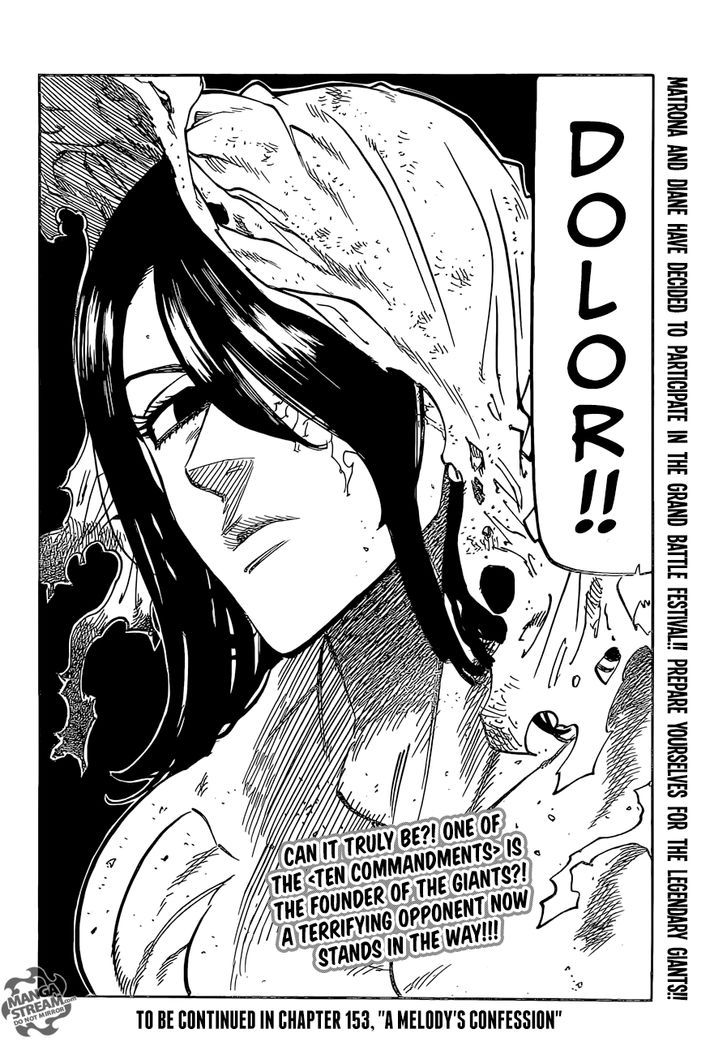 DOLOR!!
MATRONA AND DIANE HAVE DECIDED TO PARTICIPATE IN THE GRAND BATTLE FESTIVAL!! PREPARE YOURSELVES FOR THE LEGENDARY GIANTS!!
CAN IT TRULY BE?! ONE OF
THE <TEN COMMANDMENTS> IS
THE FOUNDER OF THE GIANTS?!
A TERRIFYING OPPONENT NOW
STANDS IN THE WAY!!!
MANGA
STREAM.com
DO NOT MIRROR
TO BE CONTINUED IN CHAPTER 153, "A MELODY'S CONFESSION"